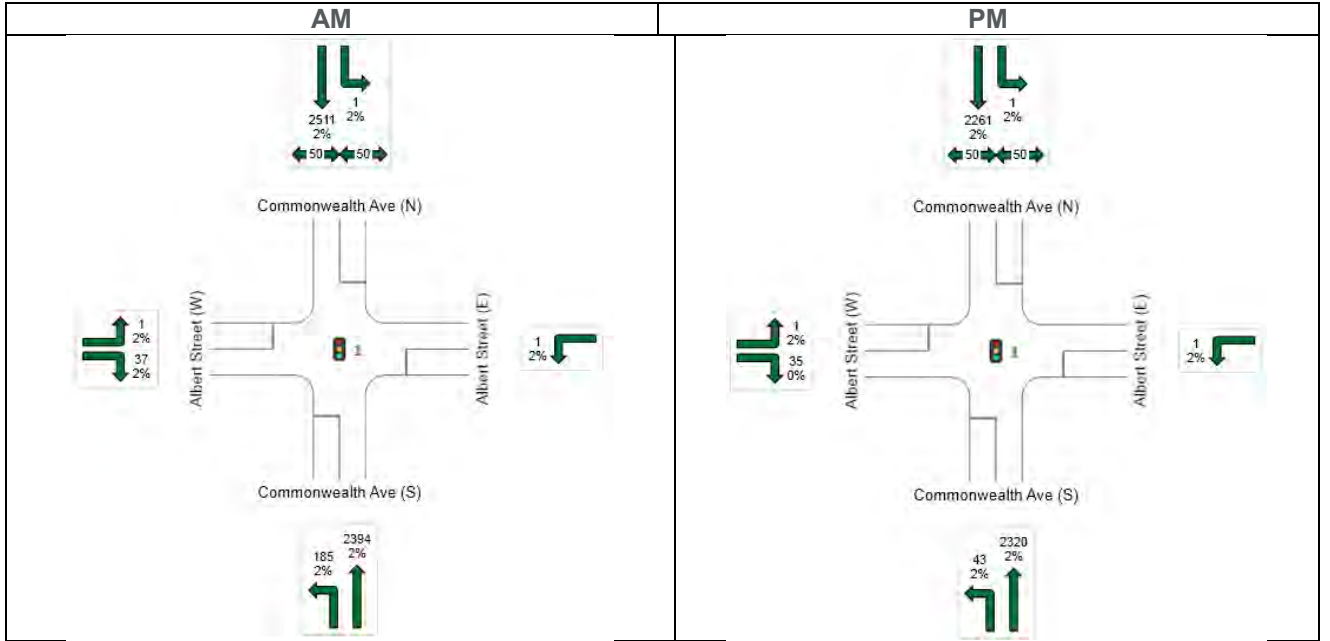 AM
PM
1
2511 2%
2%
50 50
Commonwealth Ave (N)
Albert Street (W)
Albert Street (E)
1
2%
37
2%
1
1
2%
Commonwealth Ave (S)
2394
185 2%
2%
1
2261 2%
2%
50 50
Commonwealth Ave (N)
Albert Street (W)
Albert Street (E)
1
2%
35
0%
1
1
2%
Commonwealth Ave (S)
2320
43 2%
2%